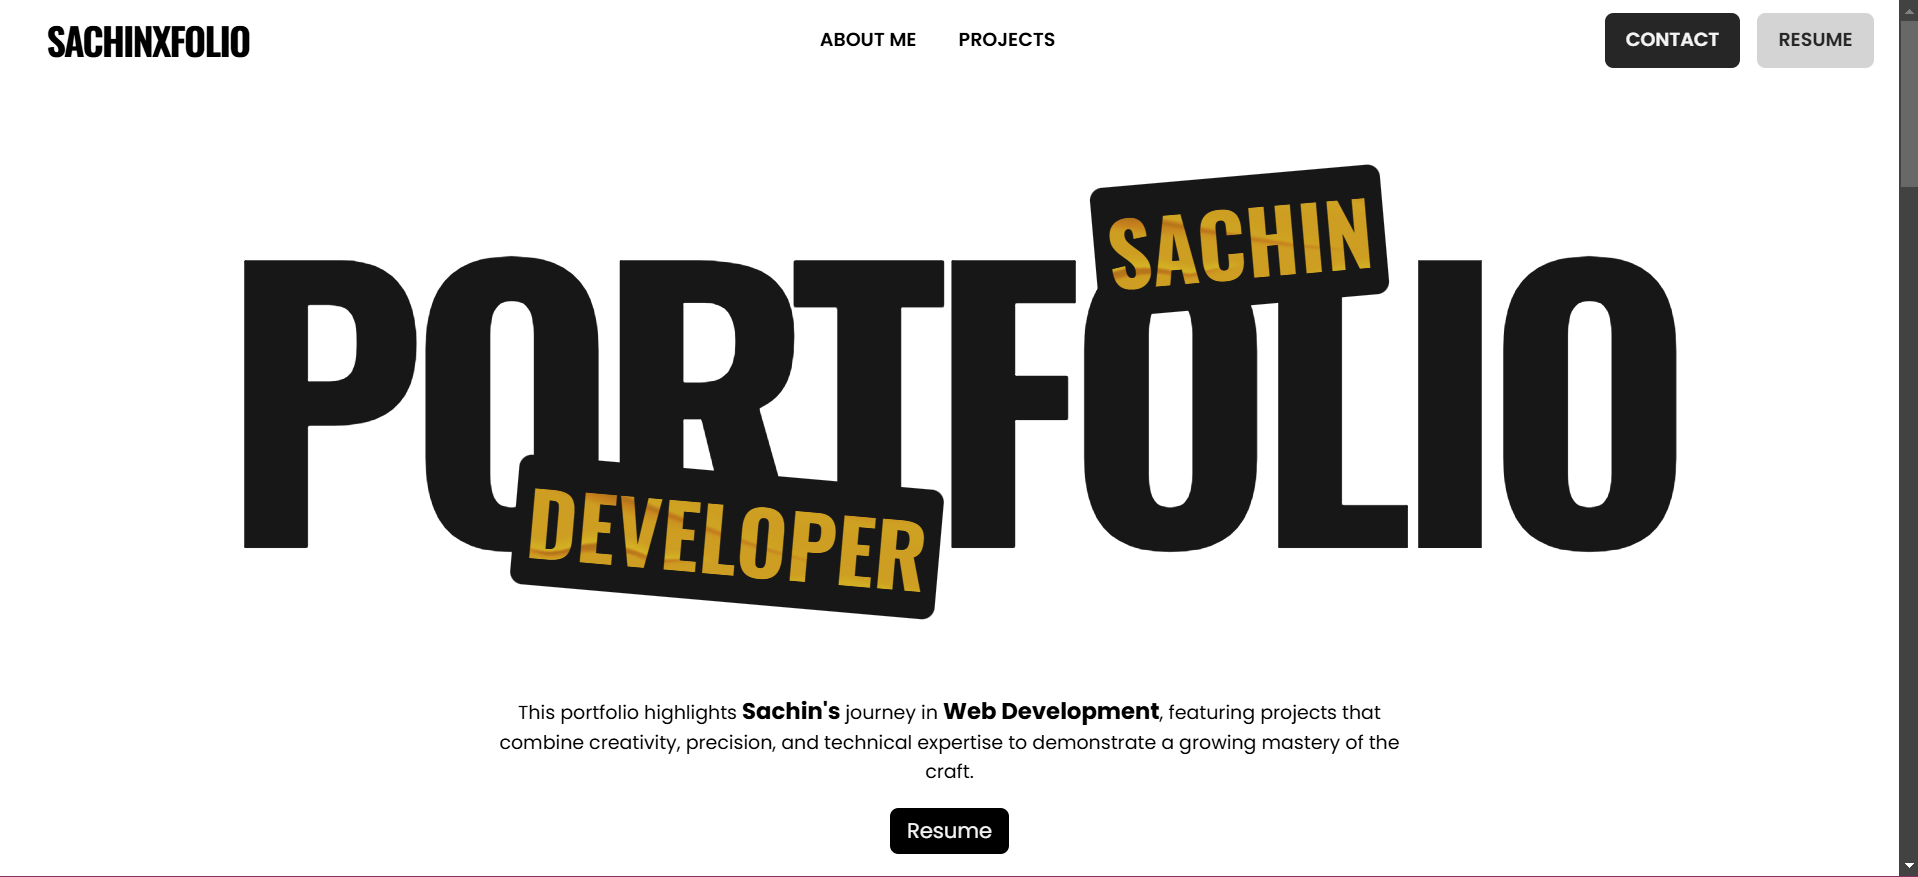 SACHINXFOLIO
ABOUT ME
PROJECTS
CONTACT
RESUME
SACHIN
PORTFOLIO
DEVELOPER
This portfolio highlights Sachin's journey in Web Development, featuring projects that
combine creativity, precision, and technical expertise to demonstrate a growing mastery of the
craft.
Resume